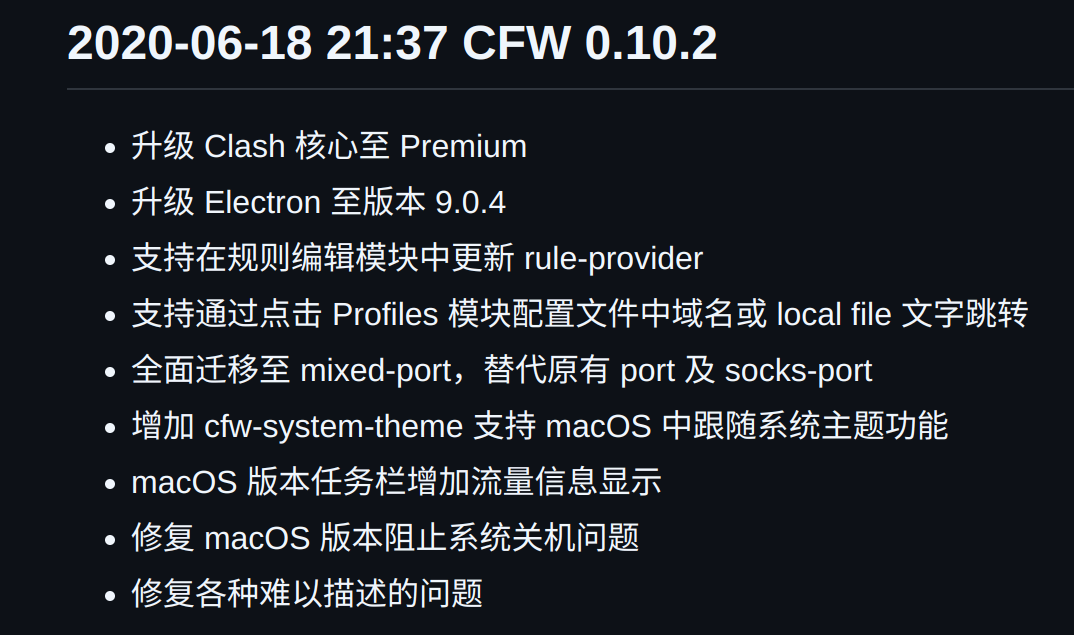 2020-06-18 21:37 CFW 0.10.2
升级 Clash 核心至 Premium
升级 Electron 至版本 9.0.4
支持在规则编辑模块中更新 rule-provider
支持通过点击 Profiles 模块配置文件中域名或 local file 文字跳转
全面迁移至 mixed-port，替代原有 port 及 socks-port
增加 cfw-system-theme 支持 macOS 中跟随系统主题功能
macOS 版本任务栏增加流量信息显示
修复 macOS 版本阻止系统关机问题
修复各种难以描述的问题